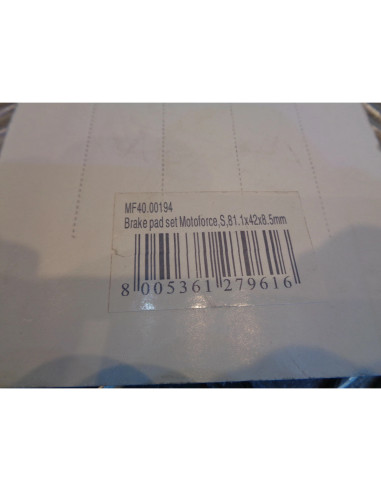 MF40.00194
Brake pad set Motoforce,S,81.1x42x8.5mm
8 005361 279616